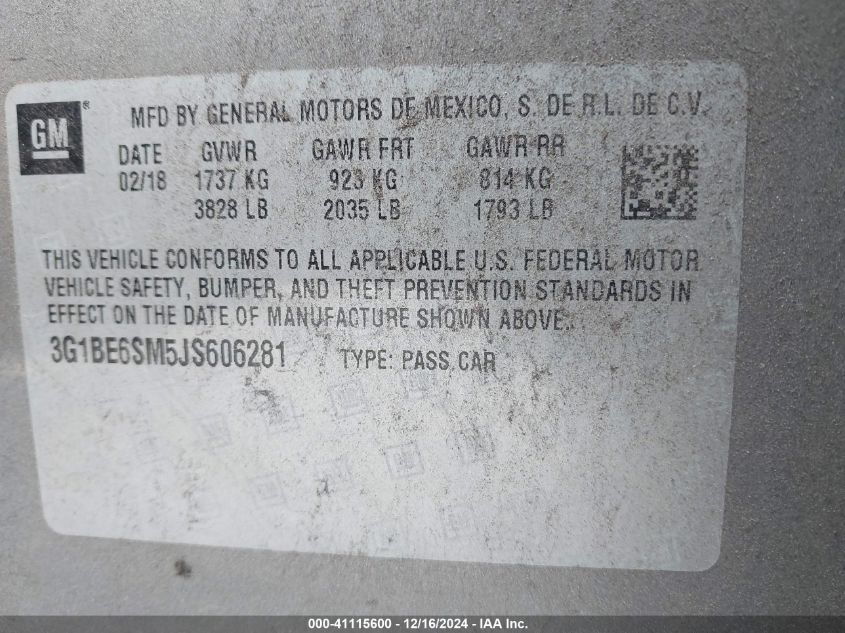 GM®
MFD BY GENERAL MOTORS DE MEXICO, S. DE R.L. DE C.V.
DATE GVWR GAWR FRT GAWR RR
02/18 1737 KG 923 KG 814 KG
3828 LB 2035 LB 1793 LB
THIS VEHICLE CONFORMS TO ALL APPLICABLE U.S. FEDERAL MOTOR
VEHICLE SAFETY, BUMPER, AND THEFT PREVENTION STANDARDS IN
EFFECT ON THE DATE OF MANUFACTURE SHOWN ABOVE.
3G1BE6SM5JS606281 TYPE: PASS CAR
000-41115600 - 12/16/2024 - IAA Inc.